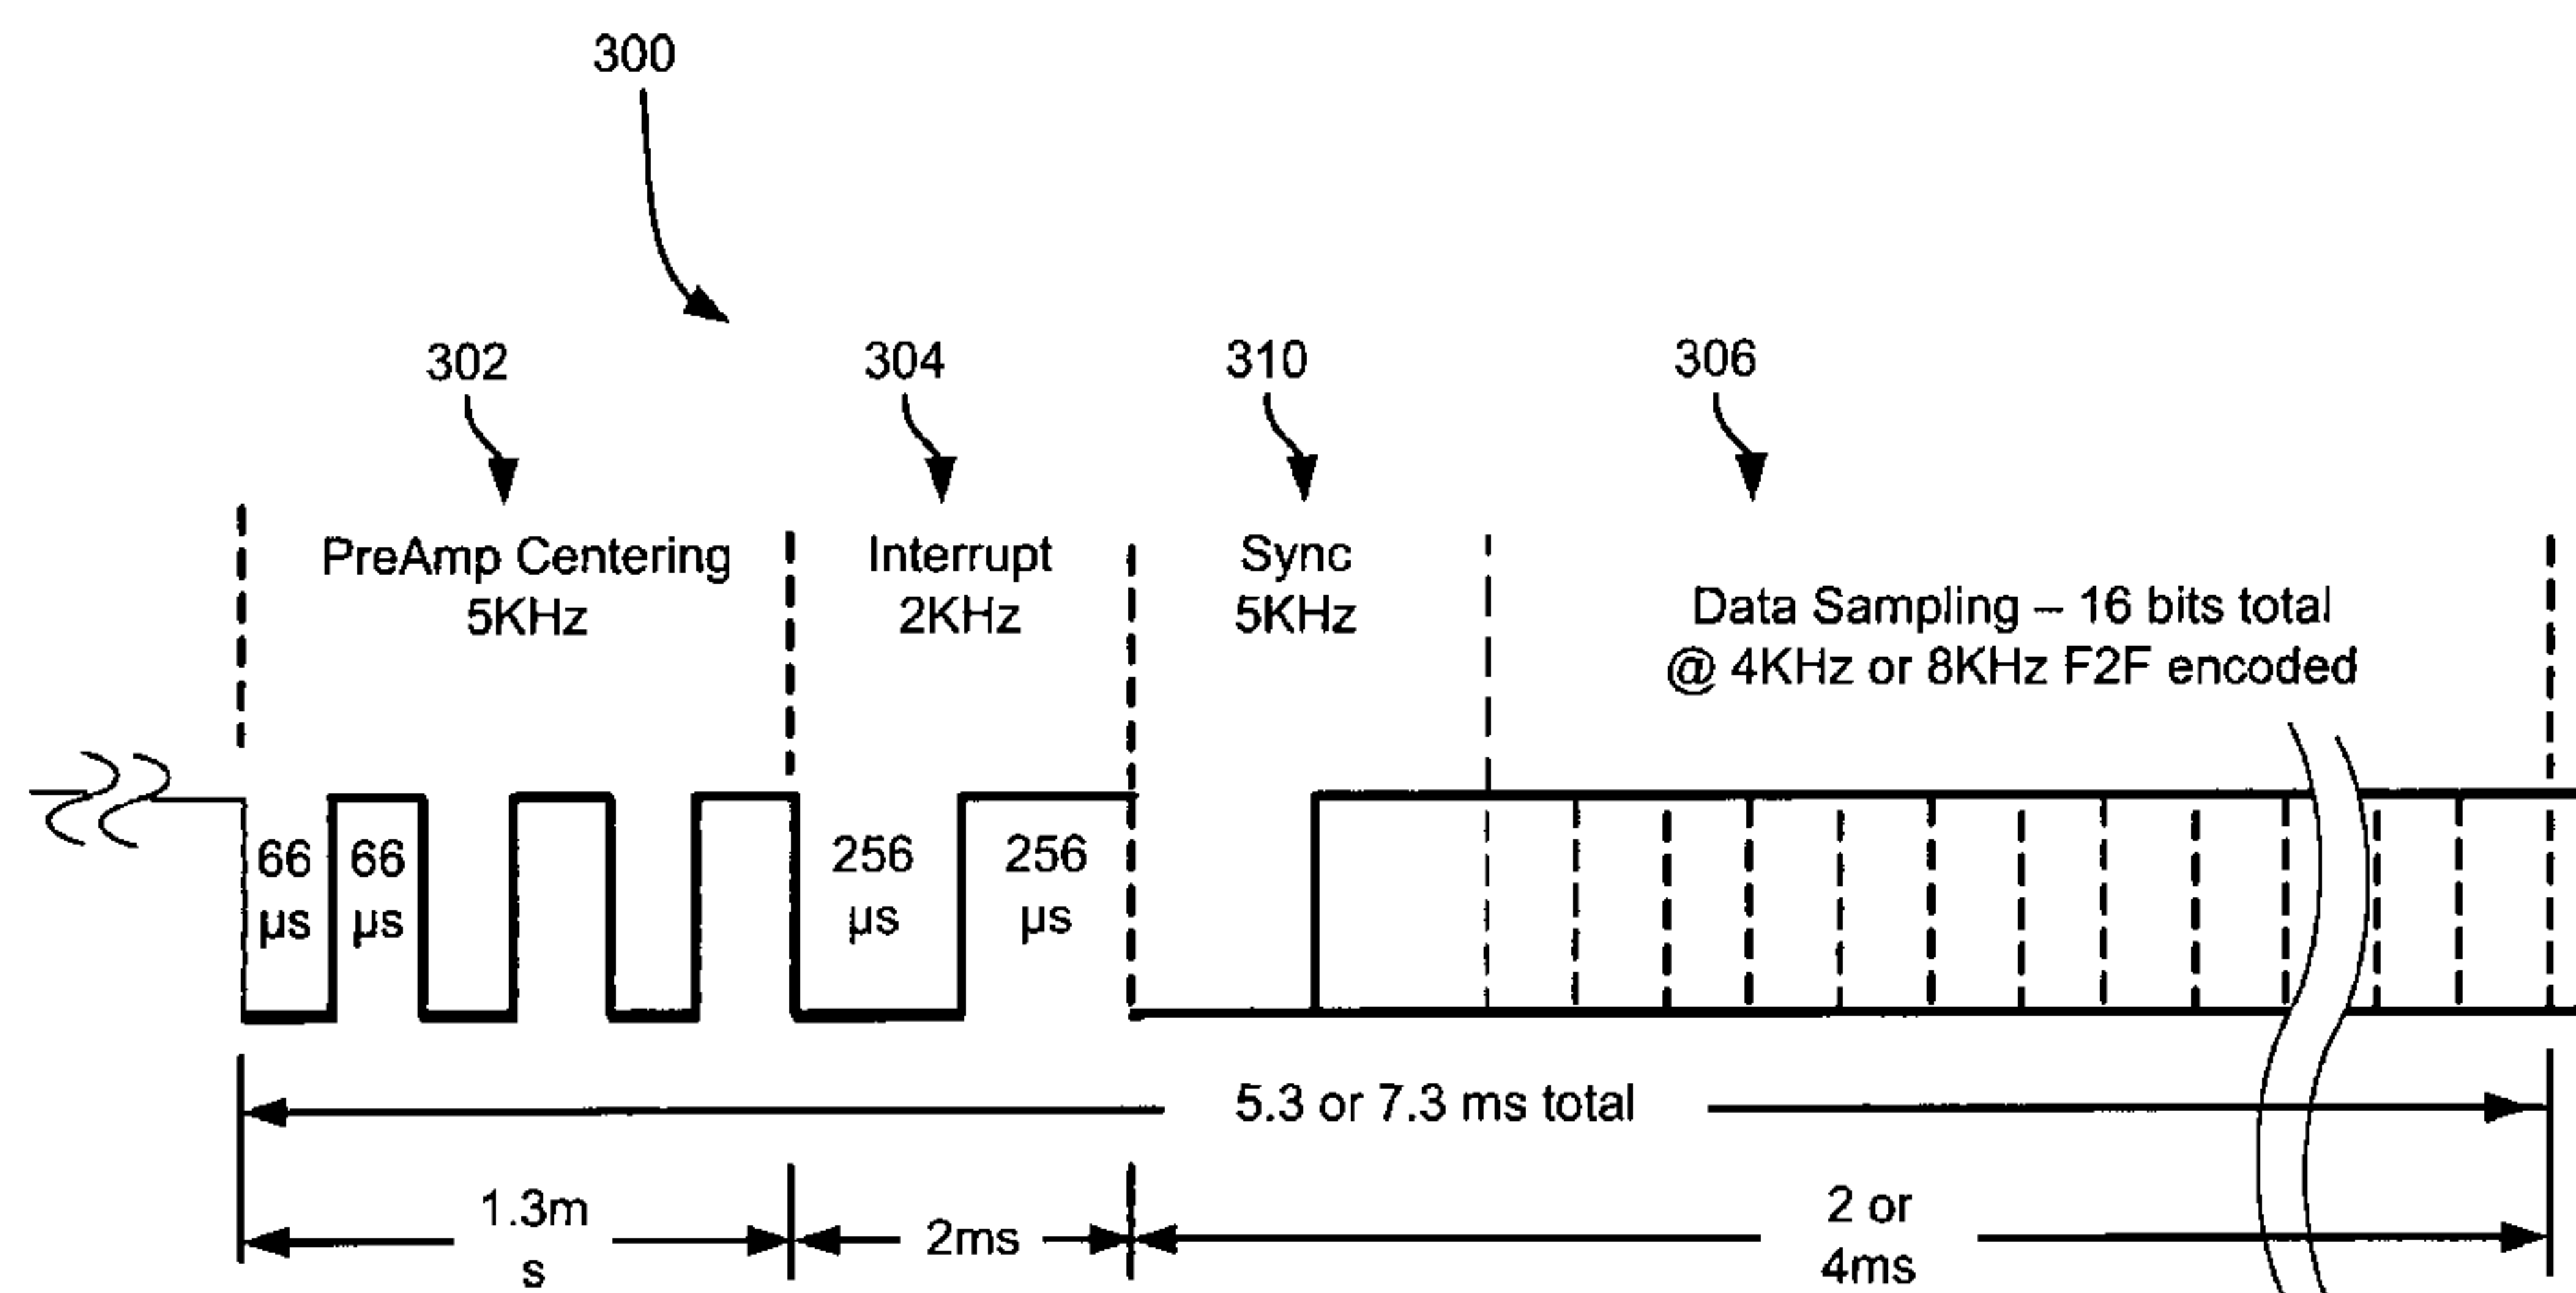 300
302
304
310
306
PreAmp Centering
5KHz
Interrupt
2KHz
Sync
5KHz
Data Sampling – 16 bits total
@ 4KHz or 8KHz F2F encoded
66
µs
66
µs
256
µs
256
µs
5.3 or 7.3 ms total
1.3m
s
2ms
2 or
4ms